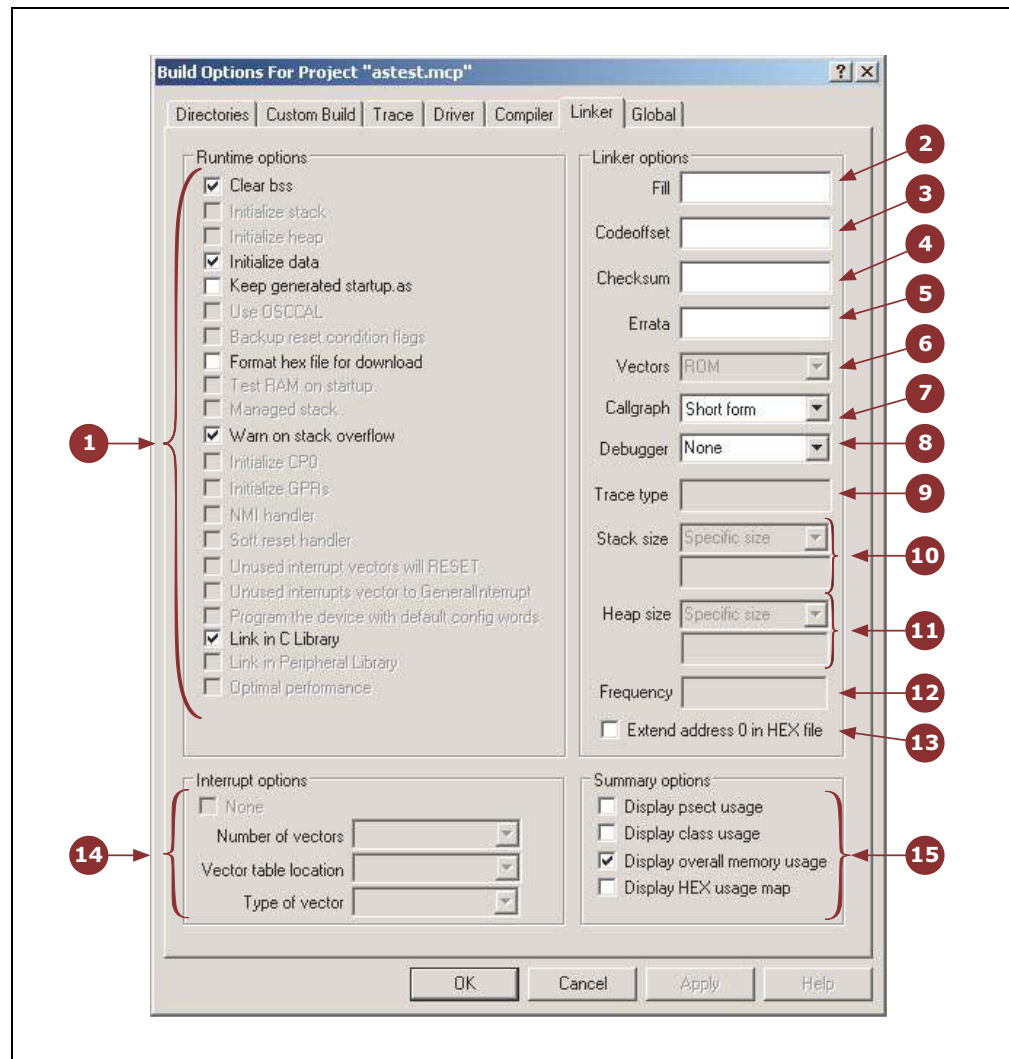 Build Options For Project "astest.mcp"
Directories Custom Build Trace Driver Compiler Linker Global
Runtime options
Clear bss
Initialize stack
Initialize heap
Initialize data
Keep generated startup.as
Use OSCCAL
Backup reset condition flags
Format hex file for download
Test RAM on startup
Managed stack
Warn on stack overflow
Initialize CP0
Initialize GPRs
NMI handler
Soft reset handler
Unused interrupt vectors will RESET
Unused interrupts vector to GeneralInterrupt
Program the device with default config words
Link in C Library
Link in Peripheral Library
Optimal performance
1
Linker options
Fill
2
Codeoffset
3
Checksum
4
Errata
5
Vectors ROM
6
Callgraph Short form
7
Debugger None
8
Trace type
9
Stack size Specific size
10
Heap size Specific size
11
Frequency
12
Extend address 0 in HEX file
13
Interrupt options
None
Number of vectors
Vector table location
Type of vector
14
Summary options
Display psect usage
Display class usage
Display overall memory usage
Display HEX usage map
15
OK Cancel Apply Help